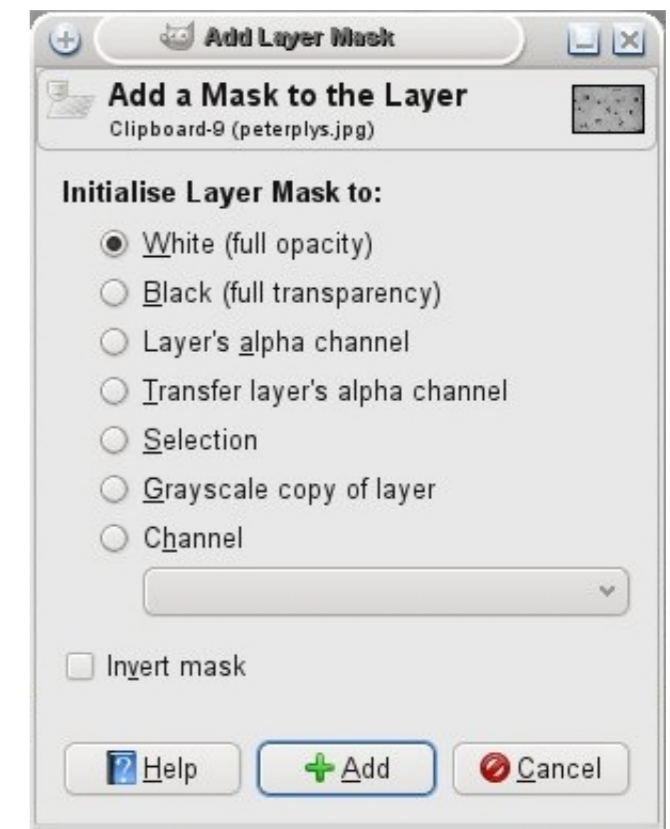 Add Layer Mask
Add a Mask to the Layer
Clipboard-9 (peterplys.jpg)
Initialise Layer Mask to:
White (full opacity)
Black (full transparency)
Layer's alpha channel
Transfer layer's alpha channel
Selection
Grayscale copy of layer
Channel
Invert mask
Help
Add
Cancel